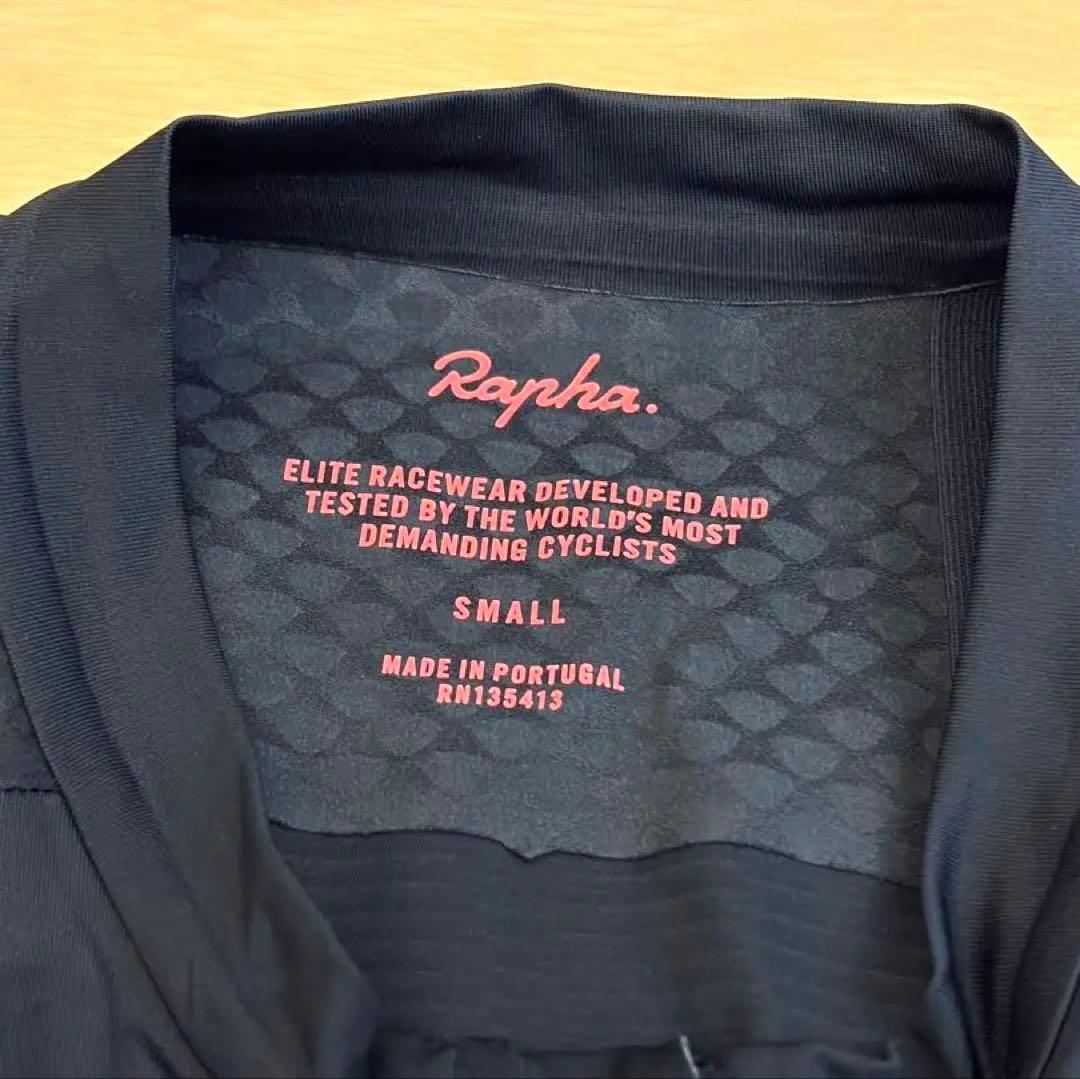 Rapha.
ELITE RACEWEAR DEVELOPED AND
TESTED BY THE WORLD'S MOST
DEMANDING CYCLISTS
SMALL
MADE IN PORTUGAL
RN135413